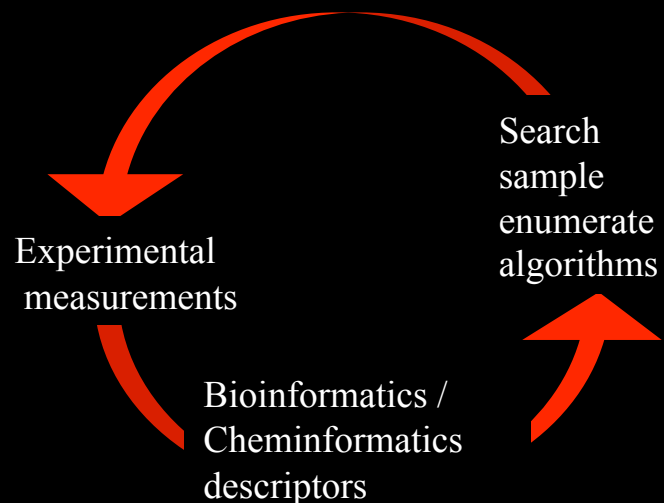 Search
sample
enumerate
algorithms
Experimental
measurements
Bioinformatics /
Cheminformatics
descriptors